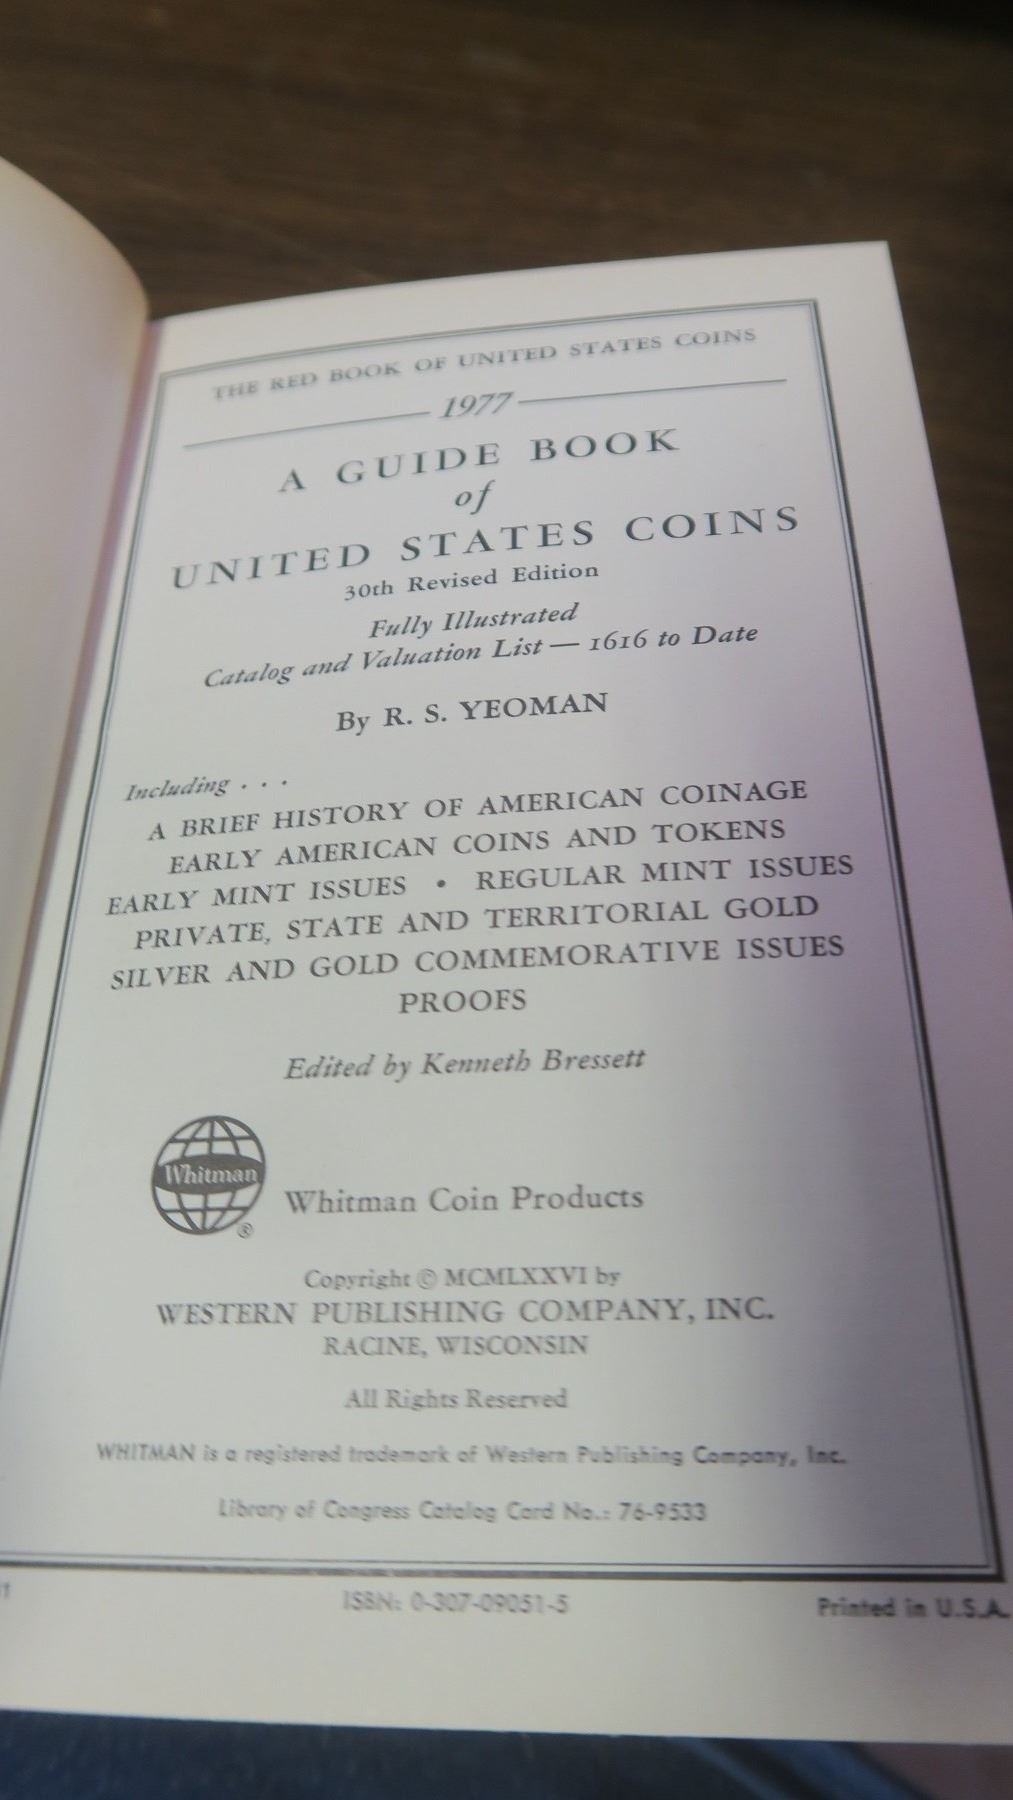 THE RED BOOK OF UNITED STATES COINS
1977
A GUIDE BOOK
of
UNITED STATES COINS
30th Revised Edition
Fully Illustrated
Catalog and Valuation List — 1616 to Date
By R. S. YEOMAN
Including . . .
A BRIEF HISTORY OF AMERICAN COINAGE
EARLY AMERICAN COINS AND TOKENS
EARLY MINT ISSUES • REGULAR MINT ISSUES
PRIVATE, STATE AND TERRITORIAL GOLD
SILVER AND GOLD COMMEMORATIVE ISSUES
PROOFS
Edited by Kenneth Bressett
Whitman ®
Whitman Coin Products
Copyright © MCMLXXVI by
WESTERN PUBLISHING COMPANY, INC.
RACINE, WISCONSIN
All Rights Reserved
WHITMAN is a registered trademark of Western Publishing Company, Inc.
Library of Congress Catalog Card No.: 76-9533
ISBN: 0-307-09051-5 Printed in U.S.A.